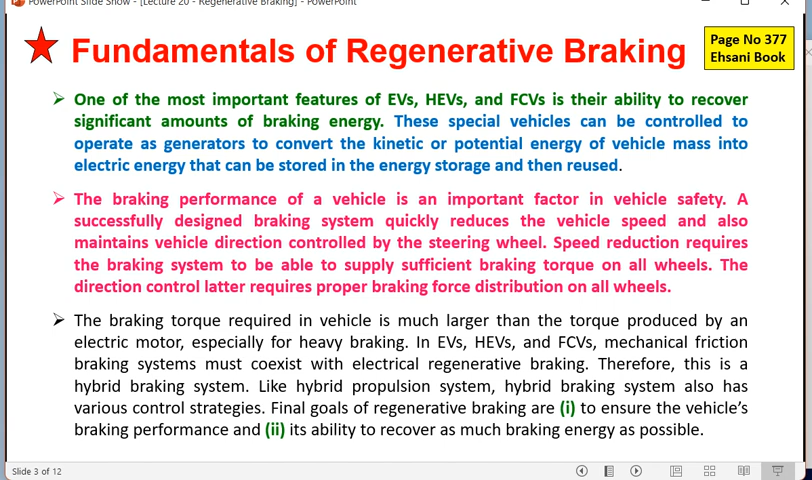 PowerPoint Slide Show - [Lecture 20 - Regenerative Braking] - PowerPoint
Fundamentals of Regenerative Braking
Page No 377
Ehsani Book
One of the most important features of EVs, HEVs, and FCVs is their ability to recover
significant amounts of braking energy. These special vehicles can be controlled to
operate as generators to convert the kinetic or potential energy of vehicle mass into
electric energy that can be stored in the energy storage and then reused.
The braking performance of a vehicle is an important factor in vehicle safety. A
successfully designed braking system quickly reduces the vehicle speed and also
maintains vehicle direction controlled by the steering wheel. Speed reduction requires
the braking system to be able to supply sufficient braking torque on all wheels. The
direction control latter requires proper braking force distribution on all wheels.
The braking torque required in vehicle is much larger than the torque produced by an
electric motor, especially for heavy braking. In EVs, HEVs, and FCVs, mechanical friction
braking systems must coexist with electrical regenerative braking. Therefore, this is a
hybrid braking system. Like hybrid propulsion system, hybrid braking system also has
various control strategies. Final goals of regenerative braking are (i) to ensure the vehicle's
braking performance and (ii) its ability to recover as much braking energy as possible.
Slide 3 of 12